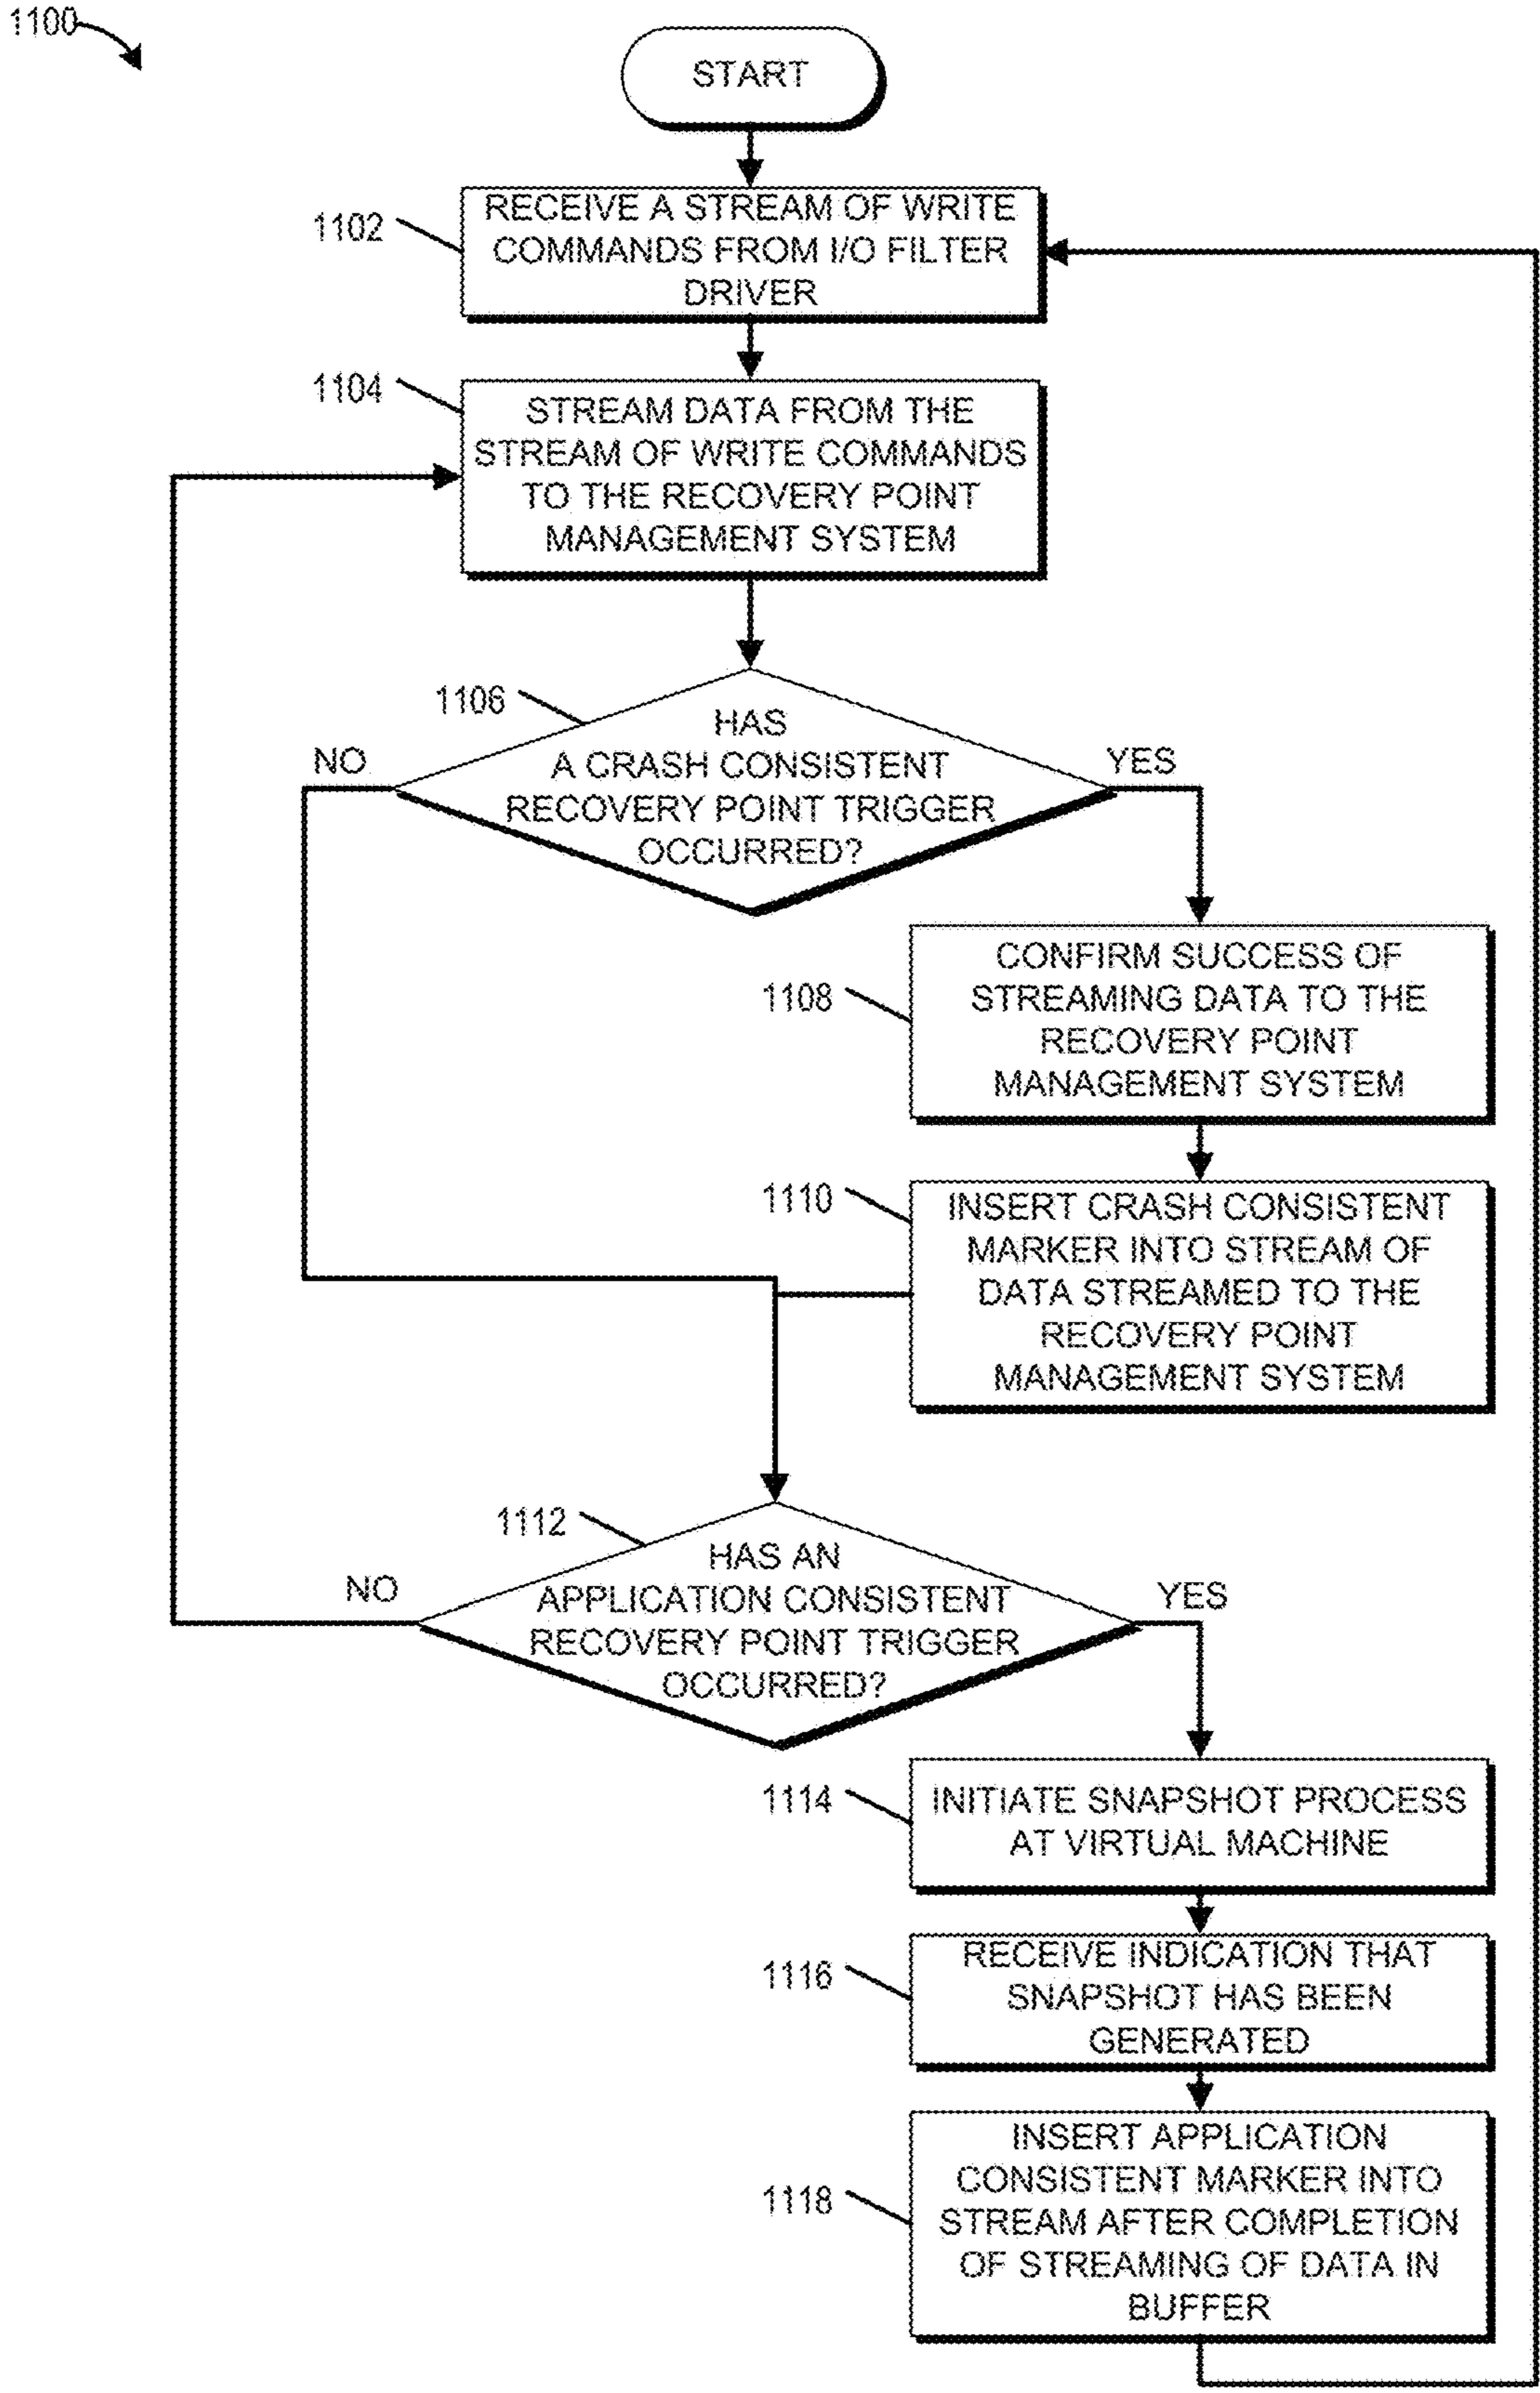 1100
START
1102
RECEIVE A STREAM OF WRITE
COMMANDS FROM I/O FILTER
DRIVER
1104
STREAM DATA FROM THE
STREAM OF WRITE COMMANDS
TO THE RECOVERY POINT
MANAGEMENT SYSTEM
1106
HAS
A CRASH CONSISTENT
RECOVERY POINT TRIGGER
OCCURRED?
NO
YES
1108
CONFIRM SUCCESS OF
STREAMING DATA TO THE
RECOVERY POINT
MANAGEMENT SYSTEM
1110
INSERT CRASH CONSISTENT
MARKER INTO STREAM OF
DATA STREAMED TO THE
RECOVERY POINT
MANAGEMENT SYSTEM
1112
HAS AN
APPLICATION CONSISTENT
RECOVERY POINT TRIGGER
OCCURRED?
NO
YES
1114
INITIATE SNAPSHOT PROCESS
AT VIRTUAL MACHINE
1116
RECEIVE INDICATION THAT
SNAPSHOT HAS BEEN
GENERATED
1118
INSERT APPLICATION
CONSISTENT MARKER INTO
STREAM AFTER COMPLETION
OF STREAMING OF DATA IN
BUFFER